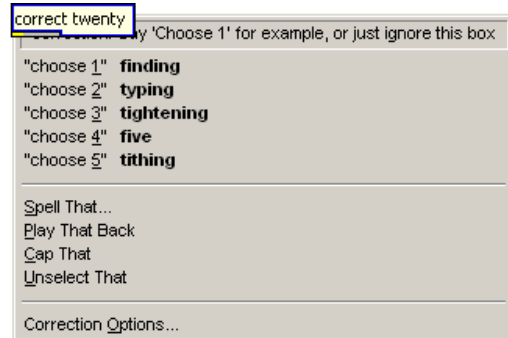 correct twenty
'Choose 1' for example, or just ignore this box
"choose 1" finding
"choose 2" typing
"choose 3" tightening
"choose 4" five
"choose 5" tithing
Spell That...
Play That Back
Cap That
Unselect That
Correction Options...